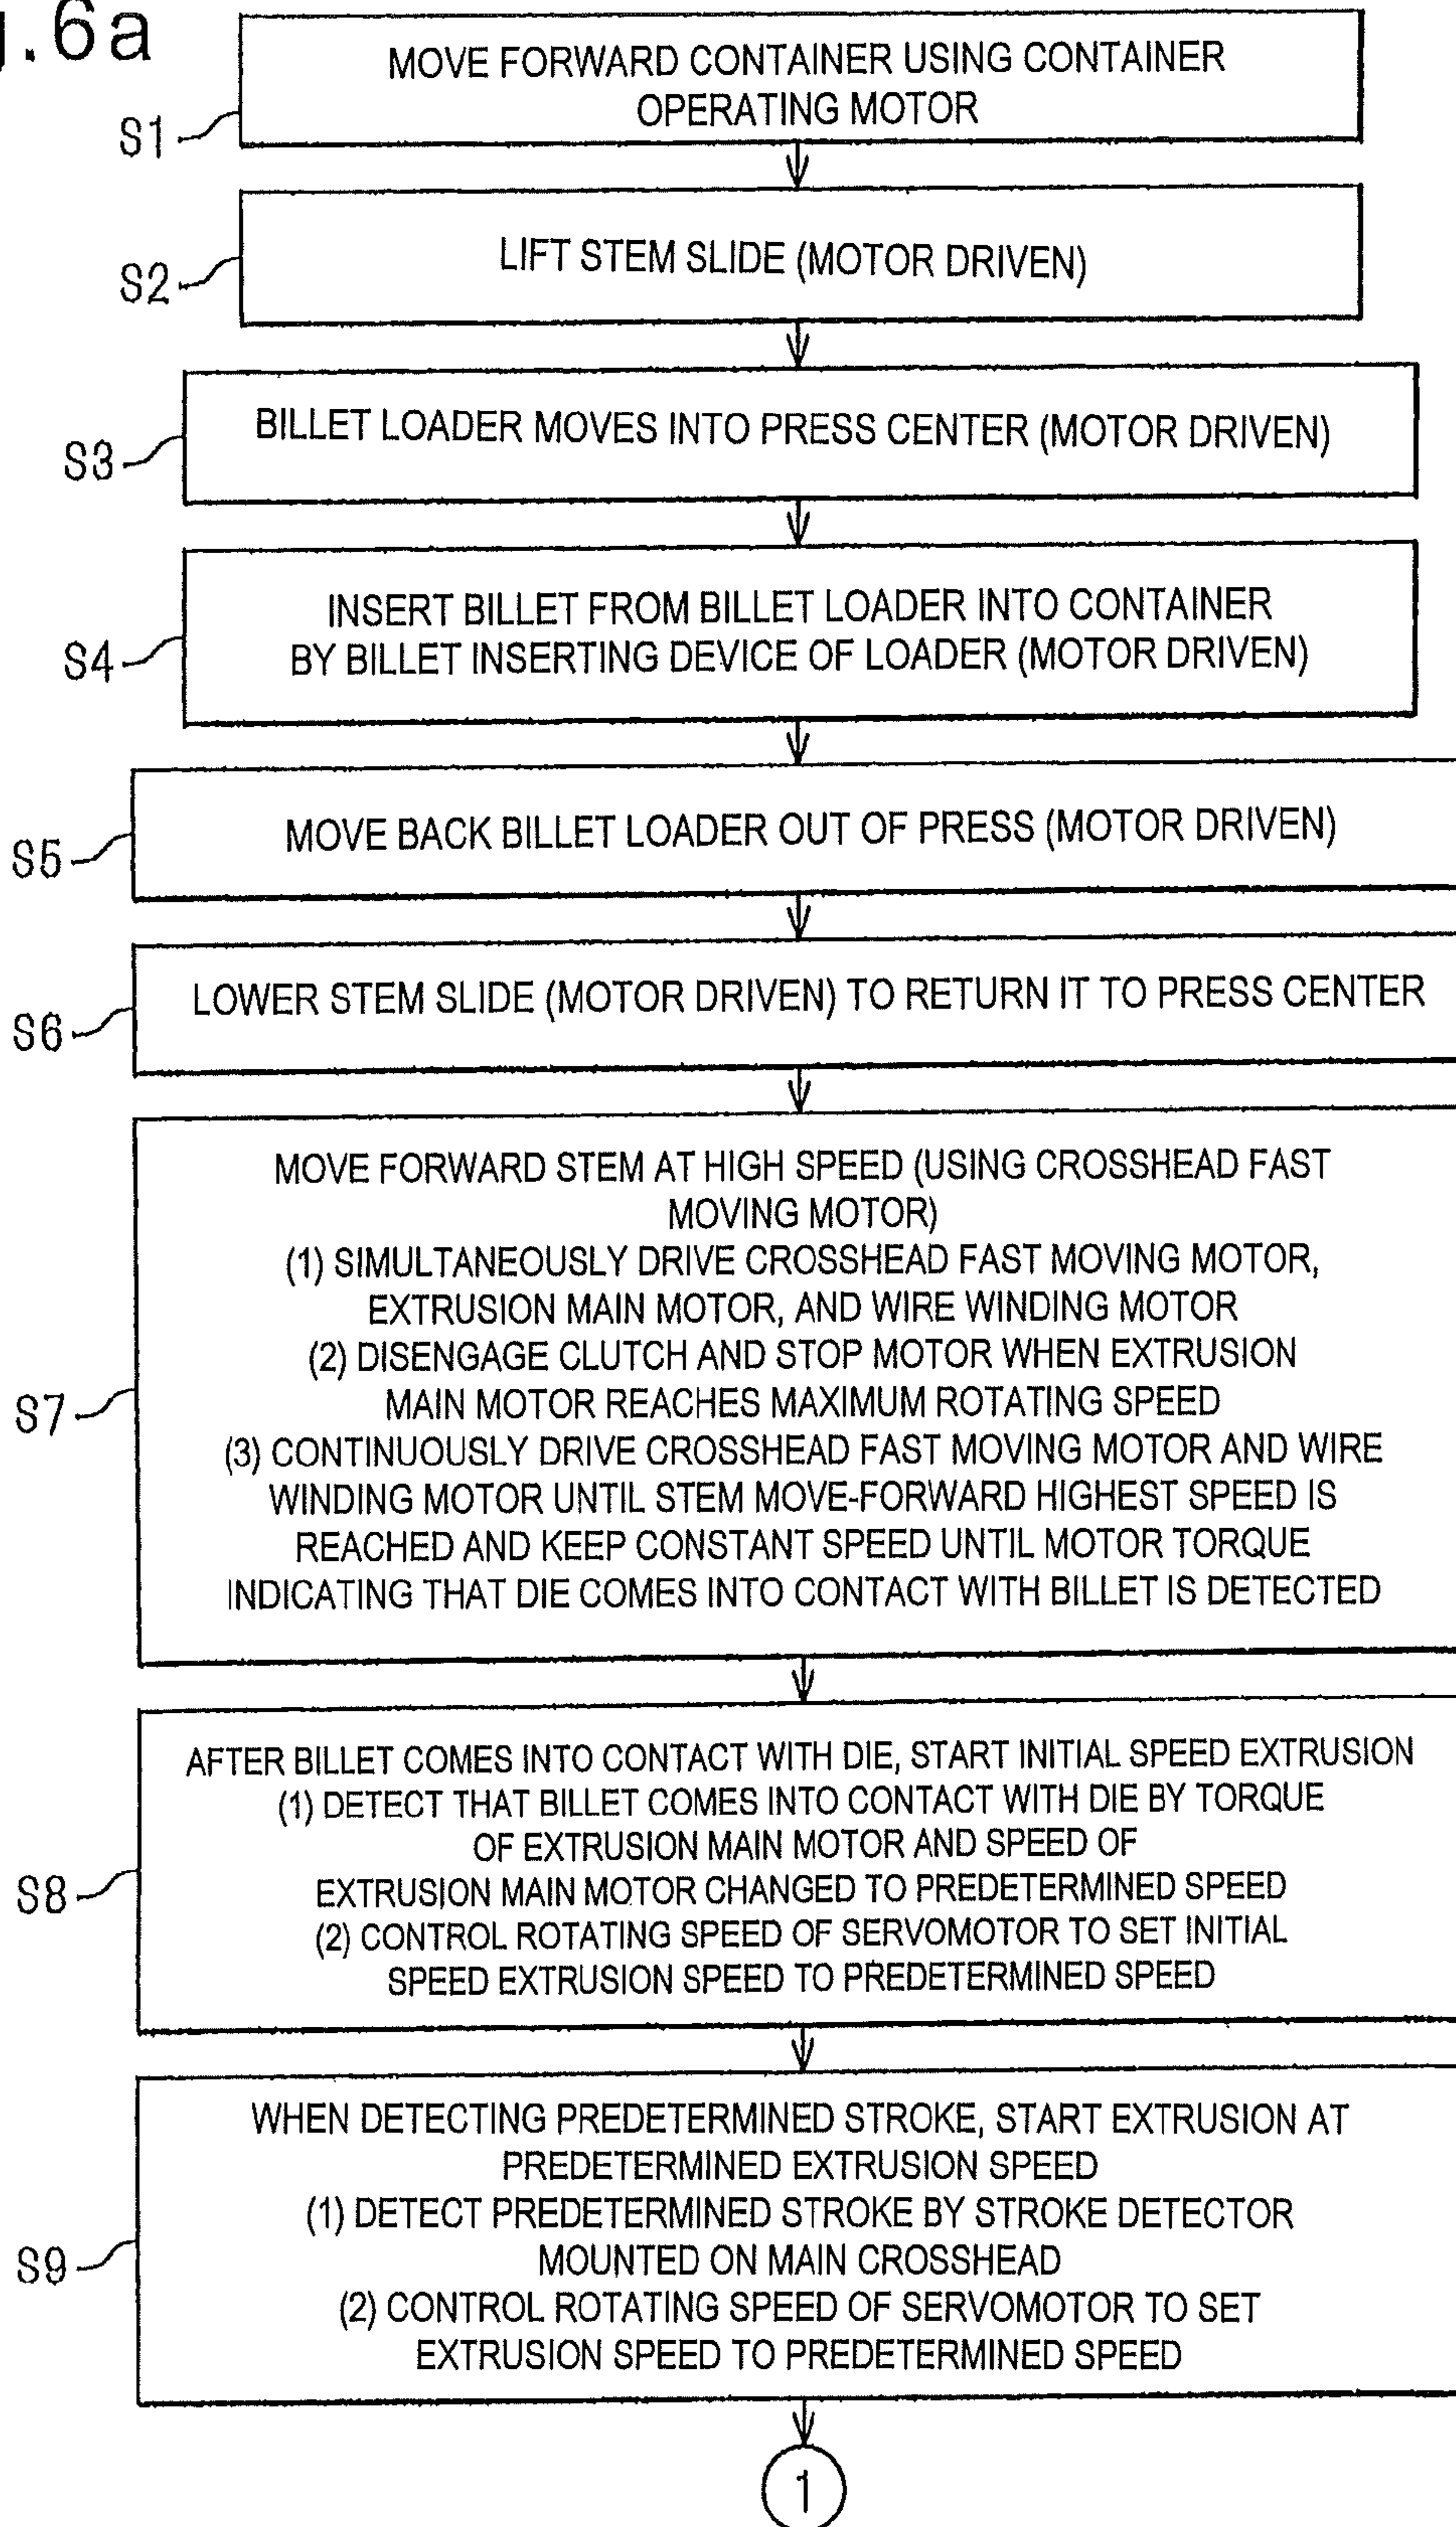 g.6a
MOVE FORWARD CONTAINER USING CONTAINER
OPERATING MOTOR
S1
LIFT STEM SLIDE (MOTOR DRIVEN)
S2
BILLET LOADER MOVES INTO PRESS CENTER (MOTOR DRIVEN)
S3
INSERT BILLET FROM BILLET LOADER INTO CONTAINER
BY BILLET INSERTING DEVICE OF LOADER (MOTOR DRIVEN)
S4
MOVE BACK BILLET LOADER OUT OF PRESS (MOTOR DRIVEN)
S5
LOWER STEM SLIDE (MOTOR DRIVEN) TO RETURN IT TO PRESS CENTER
S6
MOVE FORWARD STEM AT HIGH SPEED (USING CROSSHEAD FAST
MOVING MOTOR)
(1) SIMULTANEOUSLY DRIVE CROSSHEAD FAST MOVING MOTOR,
EXTRUSION MAIN MOTOR, AND WIRE WINDING MOTOR
(2) DISENGAGE CLUTCH AND STOP MOTOR WHEN EXTRUSION
MAIN MOTOR REACHES MAXIMUM ROTATING SPEED
(3) CONTINUOUSLY DRIVE CROSSHEAD FAST MOVING MOTOR AND WIRE
WINDING MOTOR UNTIL STEM MOVE-FORWARD HIGHEST SPEED IS
REACHED AND KEEP CONSTANT SPEED UNTIL MOTOR TORQUE
INDICATING THAT DIE COMES INTO CONTACT WITH BILLET IS DETECTED
S7
AFTER BILLET COMES INTO CONTACT WITH DIE, START INITIAL SPEED EXTRUSION
(1) DETECT THAT BILLET COMES INTO CONTACT WITH DIE BY TORQUE
OF EXTRUSION MAIN MOTOR AND SPEED OF
EXTRUSION MAIN MOTOR CHANGED TO PREDETERMINED SPEED
(2) CONTROL ROTATING SPEED OF SERVOMOTOR TO SET INITIAL
SPEED EXTRUSION SPEED TO PREDETERMINED SPEED
S8
WHEN DETECTING PREDETERMINED STROKE, START EXTRUSION AT
PREDETERMINED EXTRUSION SPEED
(1) DETECT PREDETERMINED STROKE BY STROKE DETECTOR
MOUNTED ON MAIN CROSSHEAD
(2) CONTROL ROTATING SPEED OF SERVOMOTOR TO SET
EXTRUSION SPEED TO PREDETERMINED SPEED
S9
1